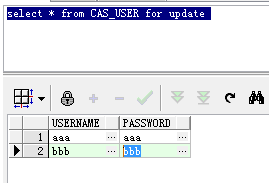 select * from CAS_USER for update
USERNAME PASSWORD
1 aaa ... aaa ...
2 bbb ... bbb ...